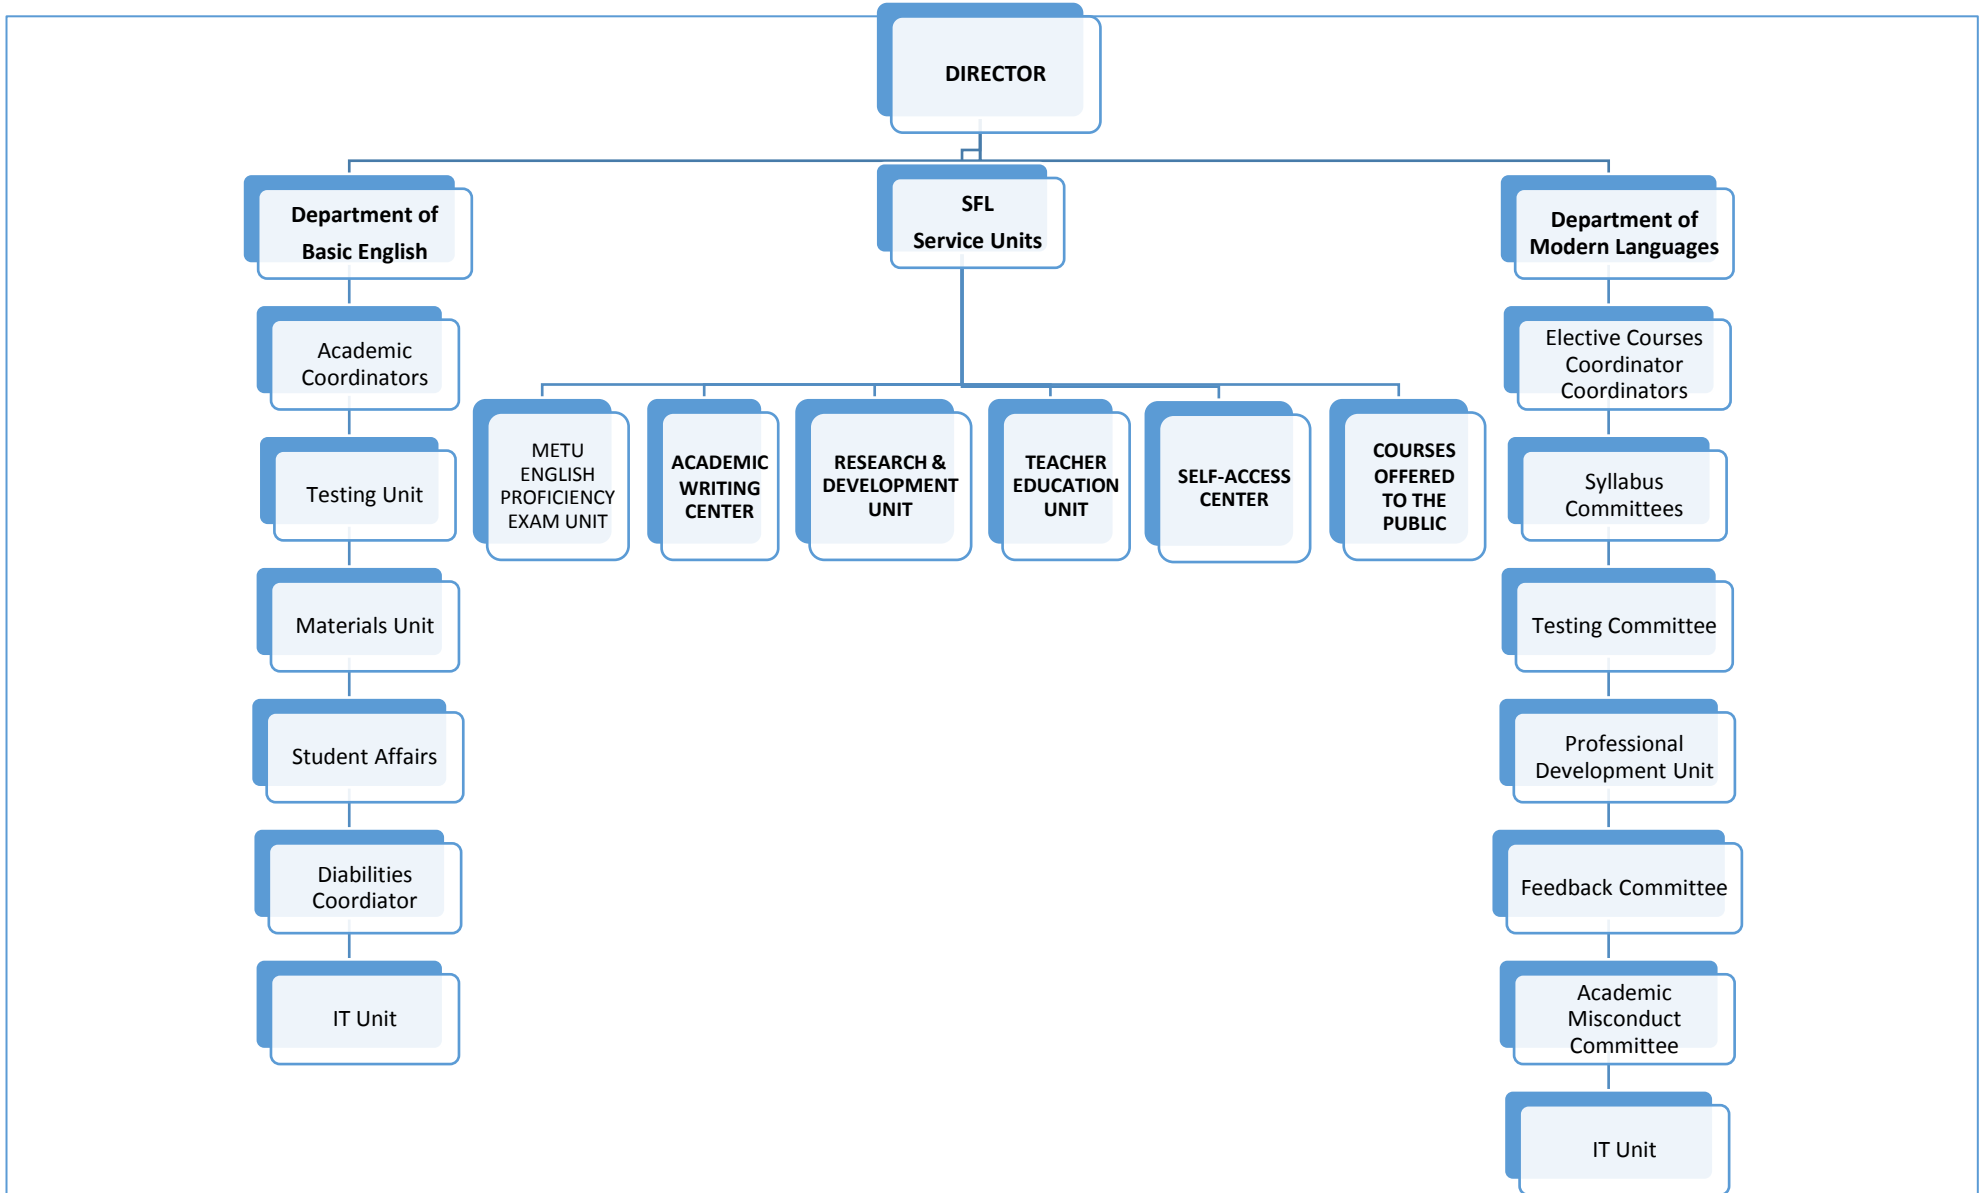 DIRECTOR
Department of
Basic English
SFL
Service Units
Department of
Modern Languages
Academic
Coordinators
Testing Unit
Materials Unit
Student Affairs
Diabilities
Coordiator
IT Unit
METU
ENGLISH
PROFICIENCY
EXAM UNIT
ACADEMIC
WRITING
CENTER
RESEARCH &
DEVELOPMENT
UNIT
TEACHER
EDUCATION
UNIT
SELF-ACCESS
CENTER
COURSES
OFFERED
TO THE
PUBLIC
Elective Courses
Coordinator
Coordinators
Syllabus
Committees
Testing Committee
Professional
Development Unit
Feedback Committee
Academic
Misconduct
Committee
IT Unit